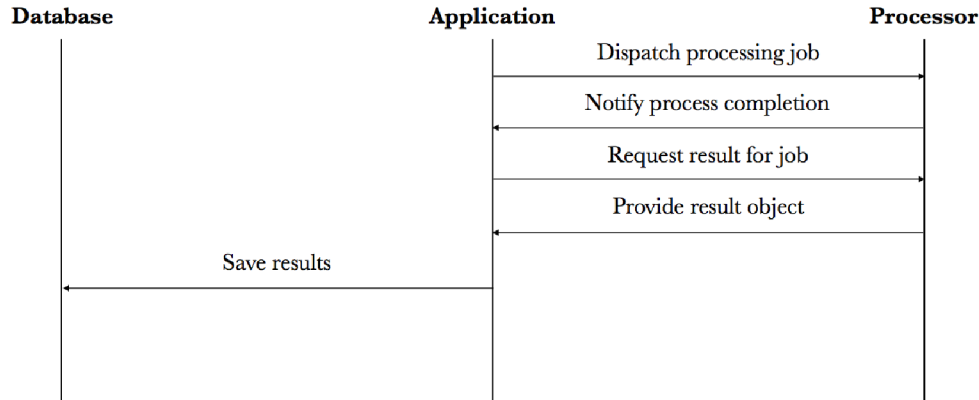 Database
Application
Processor
Dispatch processing job
Notify process completion
Request result for job
Provide result object
Save results